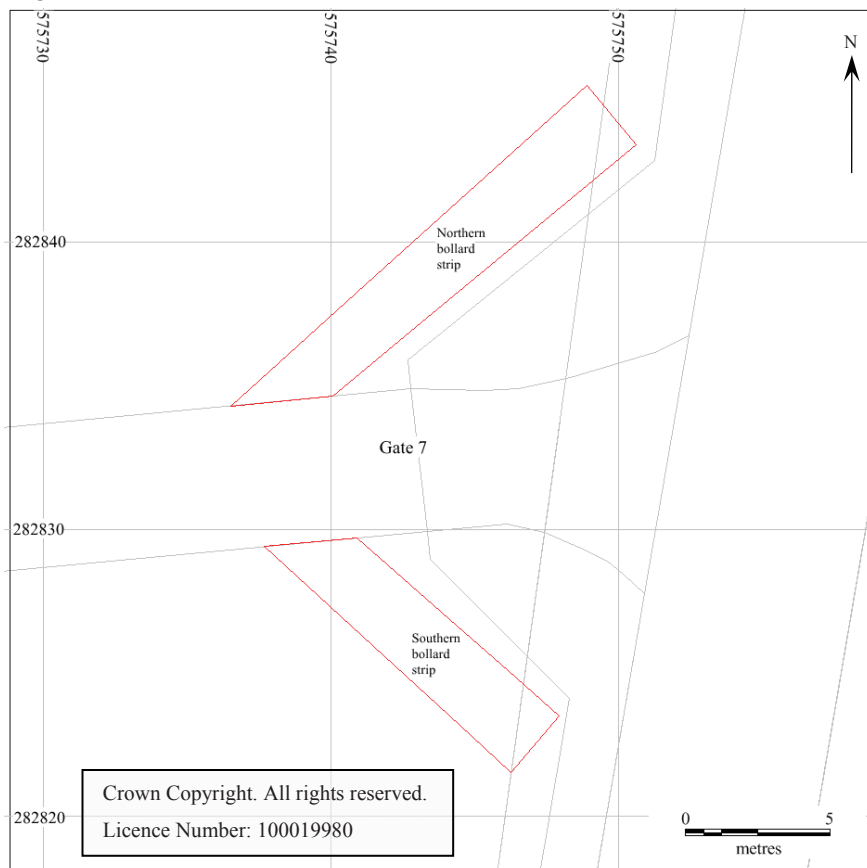 575730
575740
575750
N
282840
Northern
bollard
strip
Gate 7
282830
Southern
bollard
strip
282820
Crown Copyright. All rights reserved.
Licence Number: 100019980
0 5
metres